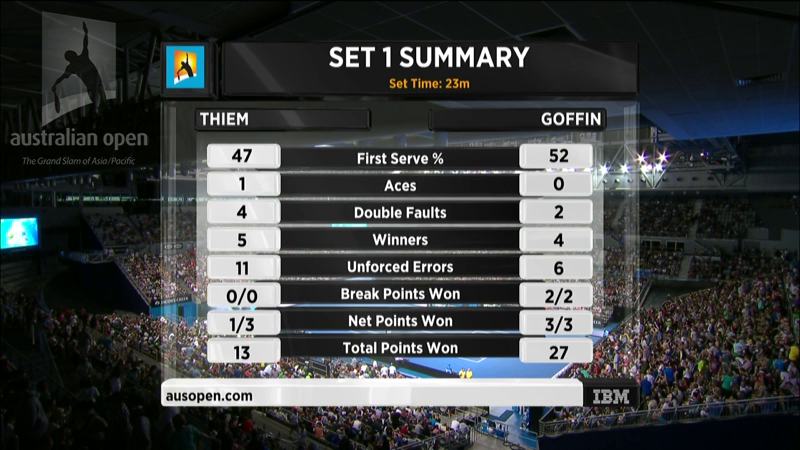 australian open
The Grand Slam of Asia/Pacific
SET 1 SUMMARY
Set Time: 23m
THIEM GOFFIN
47 First Serve % 52
1 Aces 0
4 Double Faults 2
5 Winners 4
11 Unforced Errors 6
0/0 Break Points Won 2/2
1/3 Net Points Won 3/3
13 Total Points Won 27
ausopen.com IBM